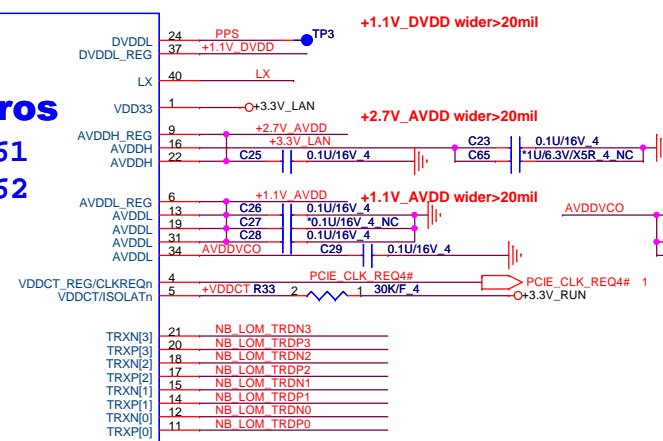 +1.1V_DVDD wider>20mil
DVDDL 24 PPS TP3
DVDDL_REG 37 +1.1V_DVDD
LX 40 LX
ros
VDD33 1 +3.3V_LAN
+2.7V_AVDD wider>20mil
AVDDH_REG 9 +2.7V_AVDD
AVDDH 16 +3.3V_LAN C23 0.1U/16V_4
51
AVDDH 22 C25 0.1U/16V_4 C65 *1U/6.3V/X5R_4_NC
52
AVDDL_REG 6 +1.1V_AVDD +1.1V_AVDD wider>20mil
AVDDL 13 C26 0.1U/16V_4 AVDDVCO
AVDDL 19 C27 *0.1U/16V_4_NC
AVDDL 31 C28 0.1U/16V_4
AVDDL 34 AVDDVCO C29 0.1U/16V_4
VDDCT_REG/CLKREQn 4 PCIE_CLK_REQ4# PCIE_CLK_REQ4# 1
VDDCT/ISOLATn 5 +VDDCT R33 2 1 30K/F_4 +3.3V_RUN
TRXN[3] 21 NB_LOM_TRDN3
TRXP[3] 20 NB_LOM_TRDP3
TRXN[2] 18 NB_LOM_TRDN2
TRXP[2] 17 NB_LOM_TRDP2
TRXN[1] 15 NB_LOM_TRDN1
TRXP[1] 14 NB_LOM_TRDP1
TRXN[0] 12 NB_LOM_TRDN0
TRXP[0] 11 NB_LOM_TRDP0